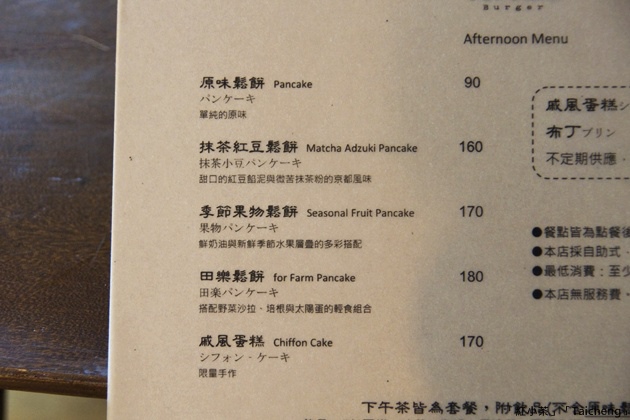 Burger
Afternoon Menu
原味鬆餅 Pancake 90
パンケーキ
單純的原味
抹茶紅豆鬆餅 Matcha Adzuki Pancake 160
抹茶小豆パンケーキ
甜口的紅豆餡泥與微苦抹茶粉的京都風味
季節果物鬆餅 Seasonal Fruit Pancake 170
果物パンケーキ
鮮奶油與新鮮季節水果層疊的多彩搭配
田樂鬆餅 for Farm Pancake 180
田楽パンケーキ
搭配野菜沙拉、培根與太陽蛋的輕食組合
戚風蛋糕 Chiffon Cake 170
シフォン・ケーキ
限量手作
戚風蛋糕シ
布丁プリン
不定期供應・
●餐點皆為點餐後
●本店採自助式・
●最低消費：至少
●本店無服務費・
下午茶皆為套餐，附飲品(不含原味鬆
Taicheng